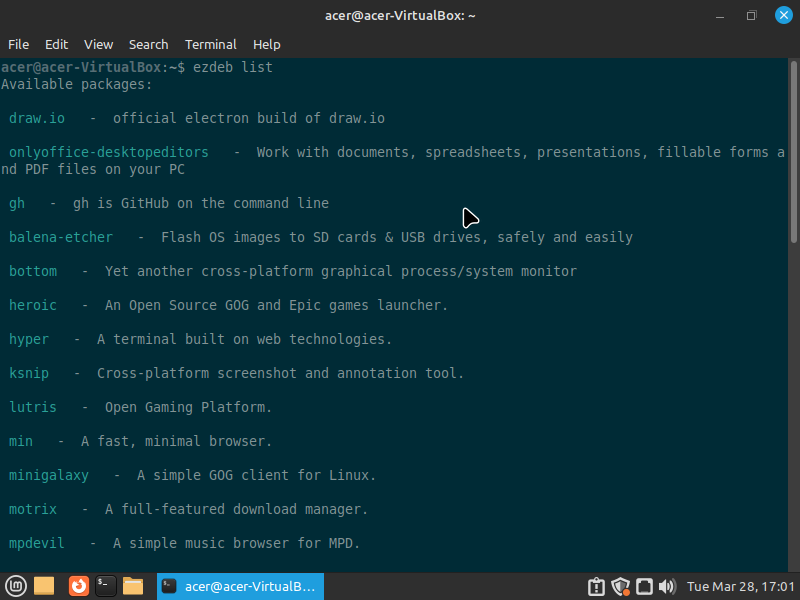 acer@acer-VirtualBox: ~
File Edit View Search Terminal Help
acer@acer-VirtualBox:~$ ezdeb list
Available packages:
draw.io - official electron build of draw.io
onlyoffice-desktopeditors - Work with documents, spreadsheets, presentations, fillable forms a
nd PDF files on your PC
gh - gh is GitHub on the command line
balena-etcher - Flash OS images to SD cards & USB drives, safely and easily
bottom - Yet another cross-platform graphical process/system monitor
heroic - An Open Source GOG and Epic games launcher.
hyper - A terminal built on web technologies.
ksnip - Cross-platform screenshot and annotation tool.
lutris - Open Gaming Platform.
min - A fast, minimal browser.
minigalaxy - A simple GOG client for Linux.
motrix - A full-featured download manager.
mpdevil - A simple music browser for MPD.
acer@acer-VirtualB... Tue Mar 28, 17:01